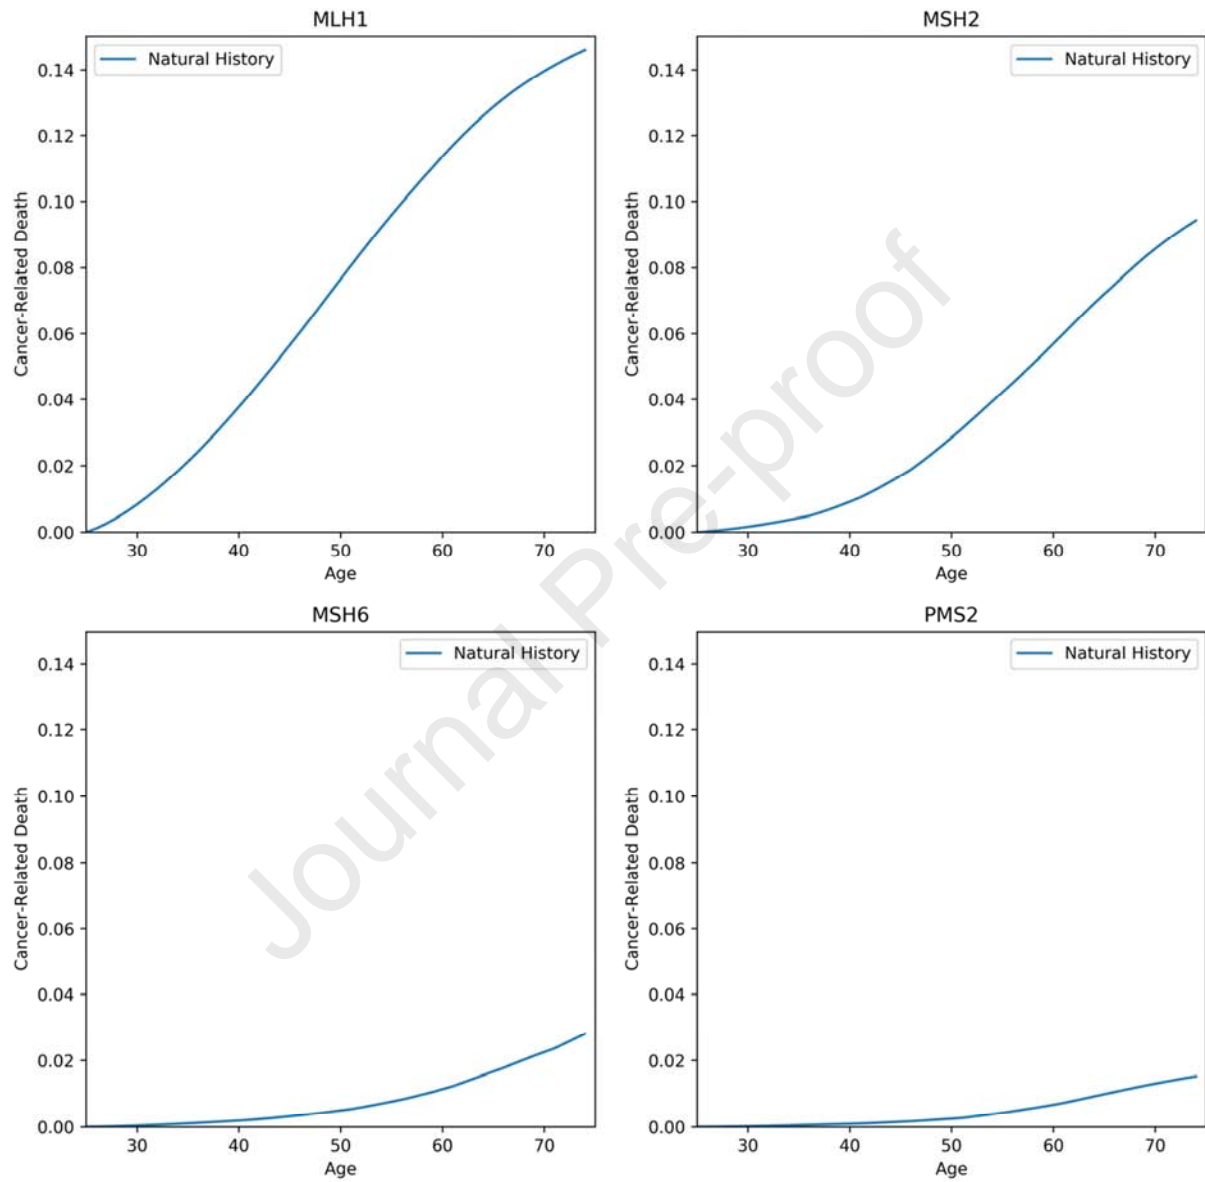 MLH1
Natural History
0.14
0.12
0.10
0.08
0.06
0.04
0.02
0.00
Cancer-Related Death
30 40 50 60 70
Age
MSH2
Natural History
0.14
0.12
0.10
0.08
0.06
0.04
0.02
0.00
Cancer-Related Death
30 40 50 60 70
Age
MSH6
Natural History
0.14
0.12
0.10
0.08
0.06
0.04
0.02
0.00
Cancer-Related Death
30 40 50 60 70
Age
PMS2
Natural History
0.14
0.12
0.10
0.08
0.06
0.04
0.02
0.00
Cancer-Related Death
30 40 50 60 70
Age
Journal Pre-proof